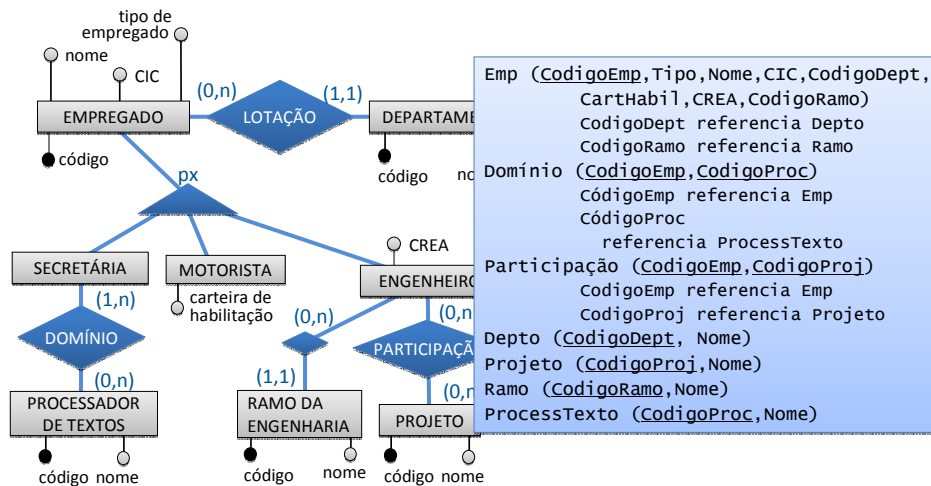 tipo de
empregado
nome
CIC
(0,n)
(1,1)
EMPREGADO
LOTAÇÃO
DEPARTAME
código
código
no
px
CREA
SECRETÁRIA
MOTORISTA
ENGENHEIRO
carteira de
habilitação
(1,n)
(0,n)
(0,n
DOMÍNIO
PARTICIPAÇÃ
(0,n)
(1,1)
(0,n
PROCESSADOR
DE TEXTOS
RAMO DA
ENGENHARIA
PROJETO
código nome
código
nome
código nome
Emp (CodigoEmp,Tipo,Nome,CIC,CodigoDept,
CartHabil,CREA,CodigoRamo)
CodigoDept referencia Depto
CodigoRamo referencia Ramo
Domínio (CodigoEmp,CodigoProc)
CódigoEmp referencia Emp
CódigoProc
referencia ProcessTexto
Participação (CodigoEmp,CodigoProj)
CodigoEmp referencia Emp
CodigoProj referencia Projeto
Depto (CodigoDept, Nome)
Projeto (CodigoProj,Nome)
Ramo (CodigoRamo,Nome)
ProcessTexto (CodigoProc,Nome)